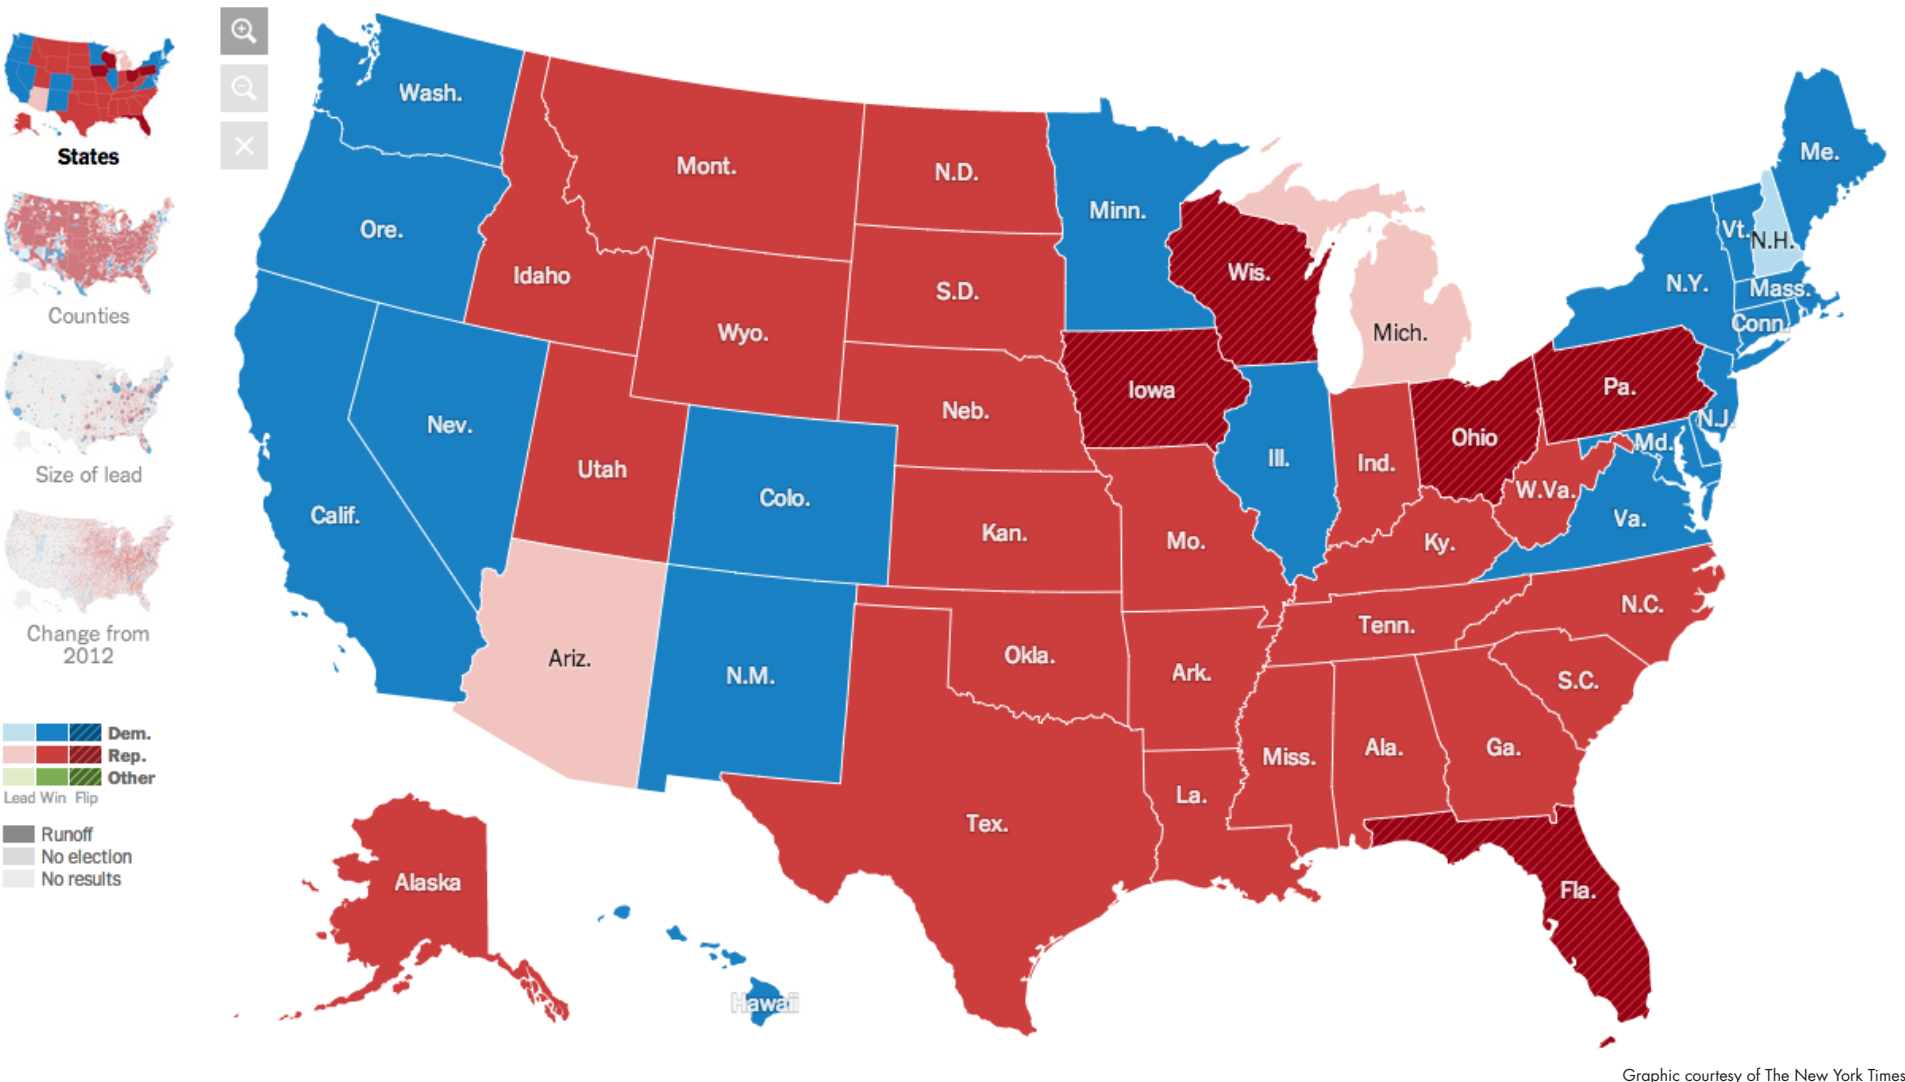 States
Counties
Size of lead
Change from
2012
Dem.
Rep.
Other
Lead Win Flip
Runoff
No election
No results
Wash.
Ore.
Calif.
Nev.
Idaho
Mont.
Wyo.
Utah
Colo.
Ariz.
N.M.
N.D.
S.D.
Neb.
Kan.
Okla.
Tex.
Minn.
Iowa
Mo.
Ark.
La.
Wis.
Ill.
Mich.
Ind.
Ohio
Ky.
Tenn.
Miss.
Ala.
Ga.
Fla.
S.C.
N.C.
Va.
W.Va.
Pa.
Md.
N.J.
N.Y.
Conn.
Mass.
Vt.
N.H.
Me.
Alaska
Hawaii
Graphic courtesy of The New York Times